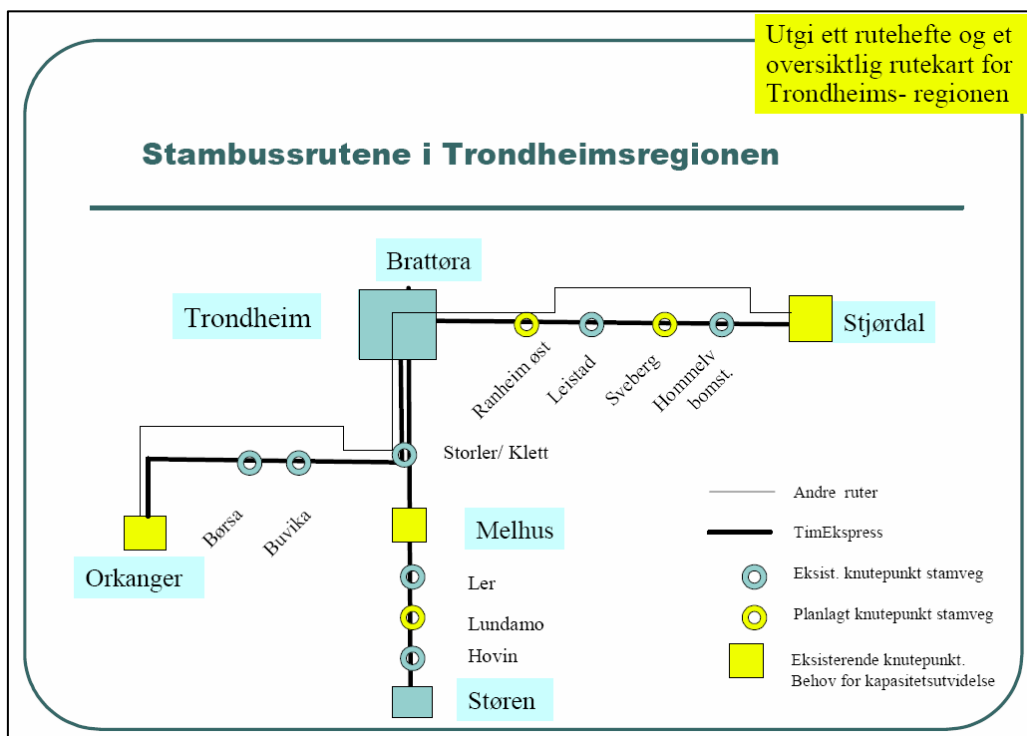 Utgi ett rutehefte og et
oversiktlig rutekart for
Trondheims- regionen
Stambussrutene i Trondheimsregionen
Brattøra
Trondheim
Stjørdal
Ranheim øst
Leistad
Sveberg
Hommelv
bomst.
Storler/ Klett
Børsa
Buvika
Orkanger
Melhus
Ler
Lundamo
Hovin
Støren
Andre ruter
TimEkspress
Eksist. knutepunkt stamveg
Planlagt knutepunkt stamveg
Eksisterende knutepunkt.
Behov for kapasitetsutvidelse